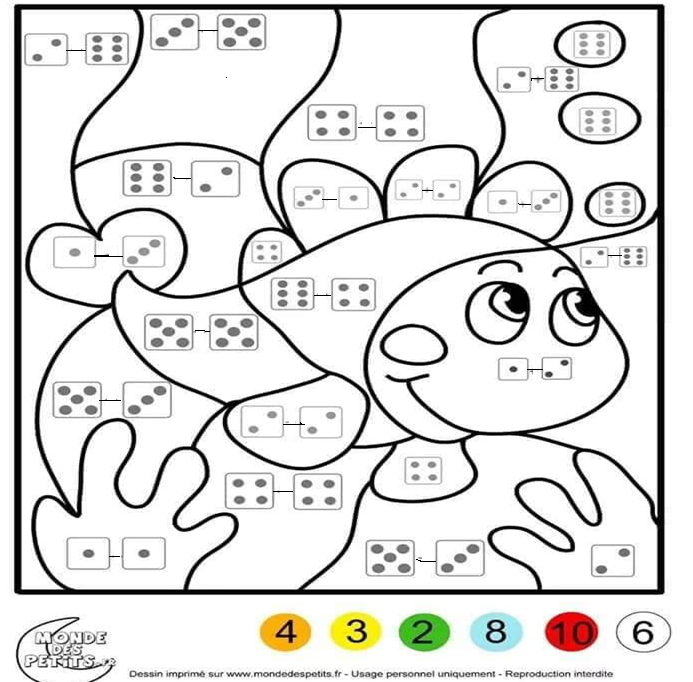 4 3 2 8 10 6
MONDE
DES
PETITS.fr
Dessin imprimé sur www.mondedespetits.fr - Usage personnel uniquement - Reproduction interdite